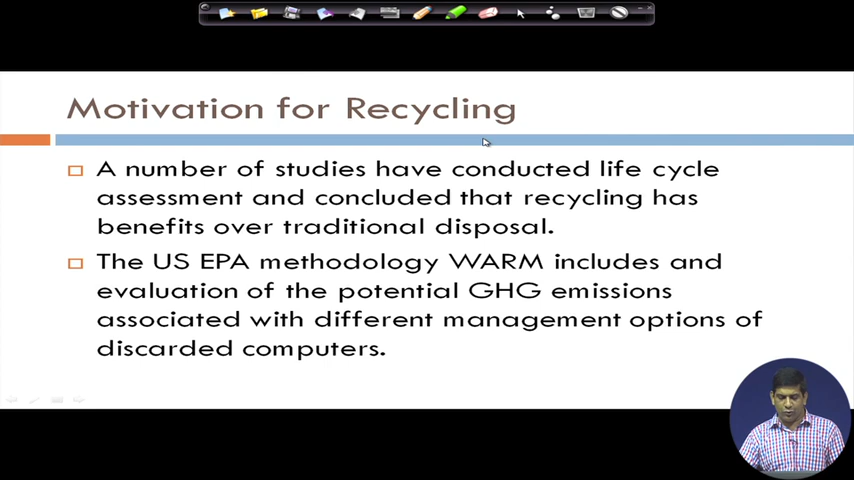 Motivation for Recycling
A number of studies have conducted life cycle
assessment and concluded that recycling has
benefits over traditional disposal.
The US EPA methodology WARM includes and
evaluation of the potential GHG emissions
associated with different management options of
discarded computers.